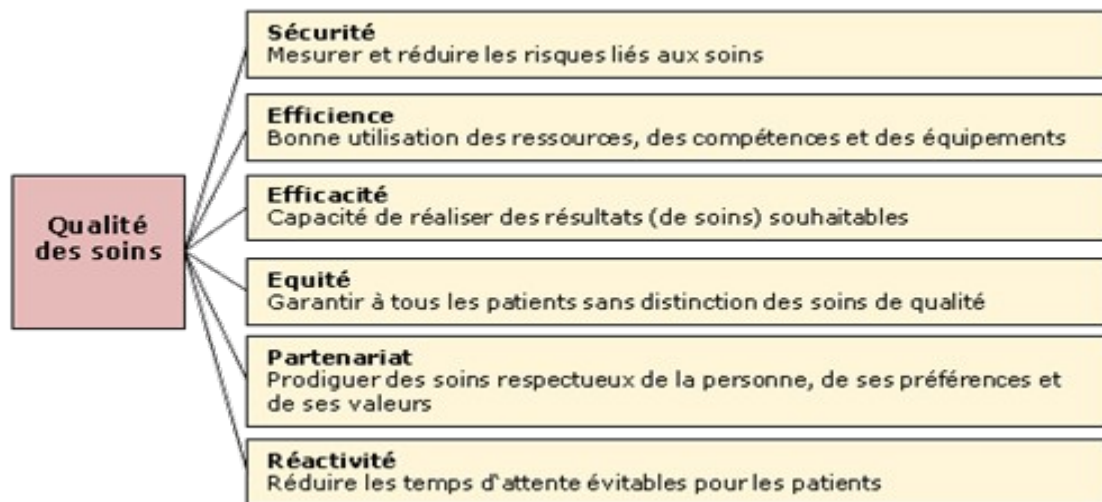 Sécurité
Mesurer et réduire les risques liés aux soins
Efficience
Bonne utilisation des ressources, des compétences et des équipements
Qualité
des soins
Efficacité
Capacité de réaliser des résultats (de soins) souhaitables
Equité
Garantir à tous les patients sans distinction des soins de qualité
Partenariat
Prodiguer des soins respectueux de la personne, de ses préférences et
de ses valeurs
Réactivité
Réduire les temps d'attente évitables pour les patients